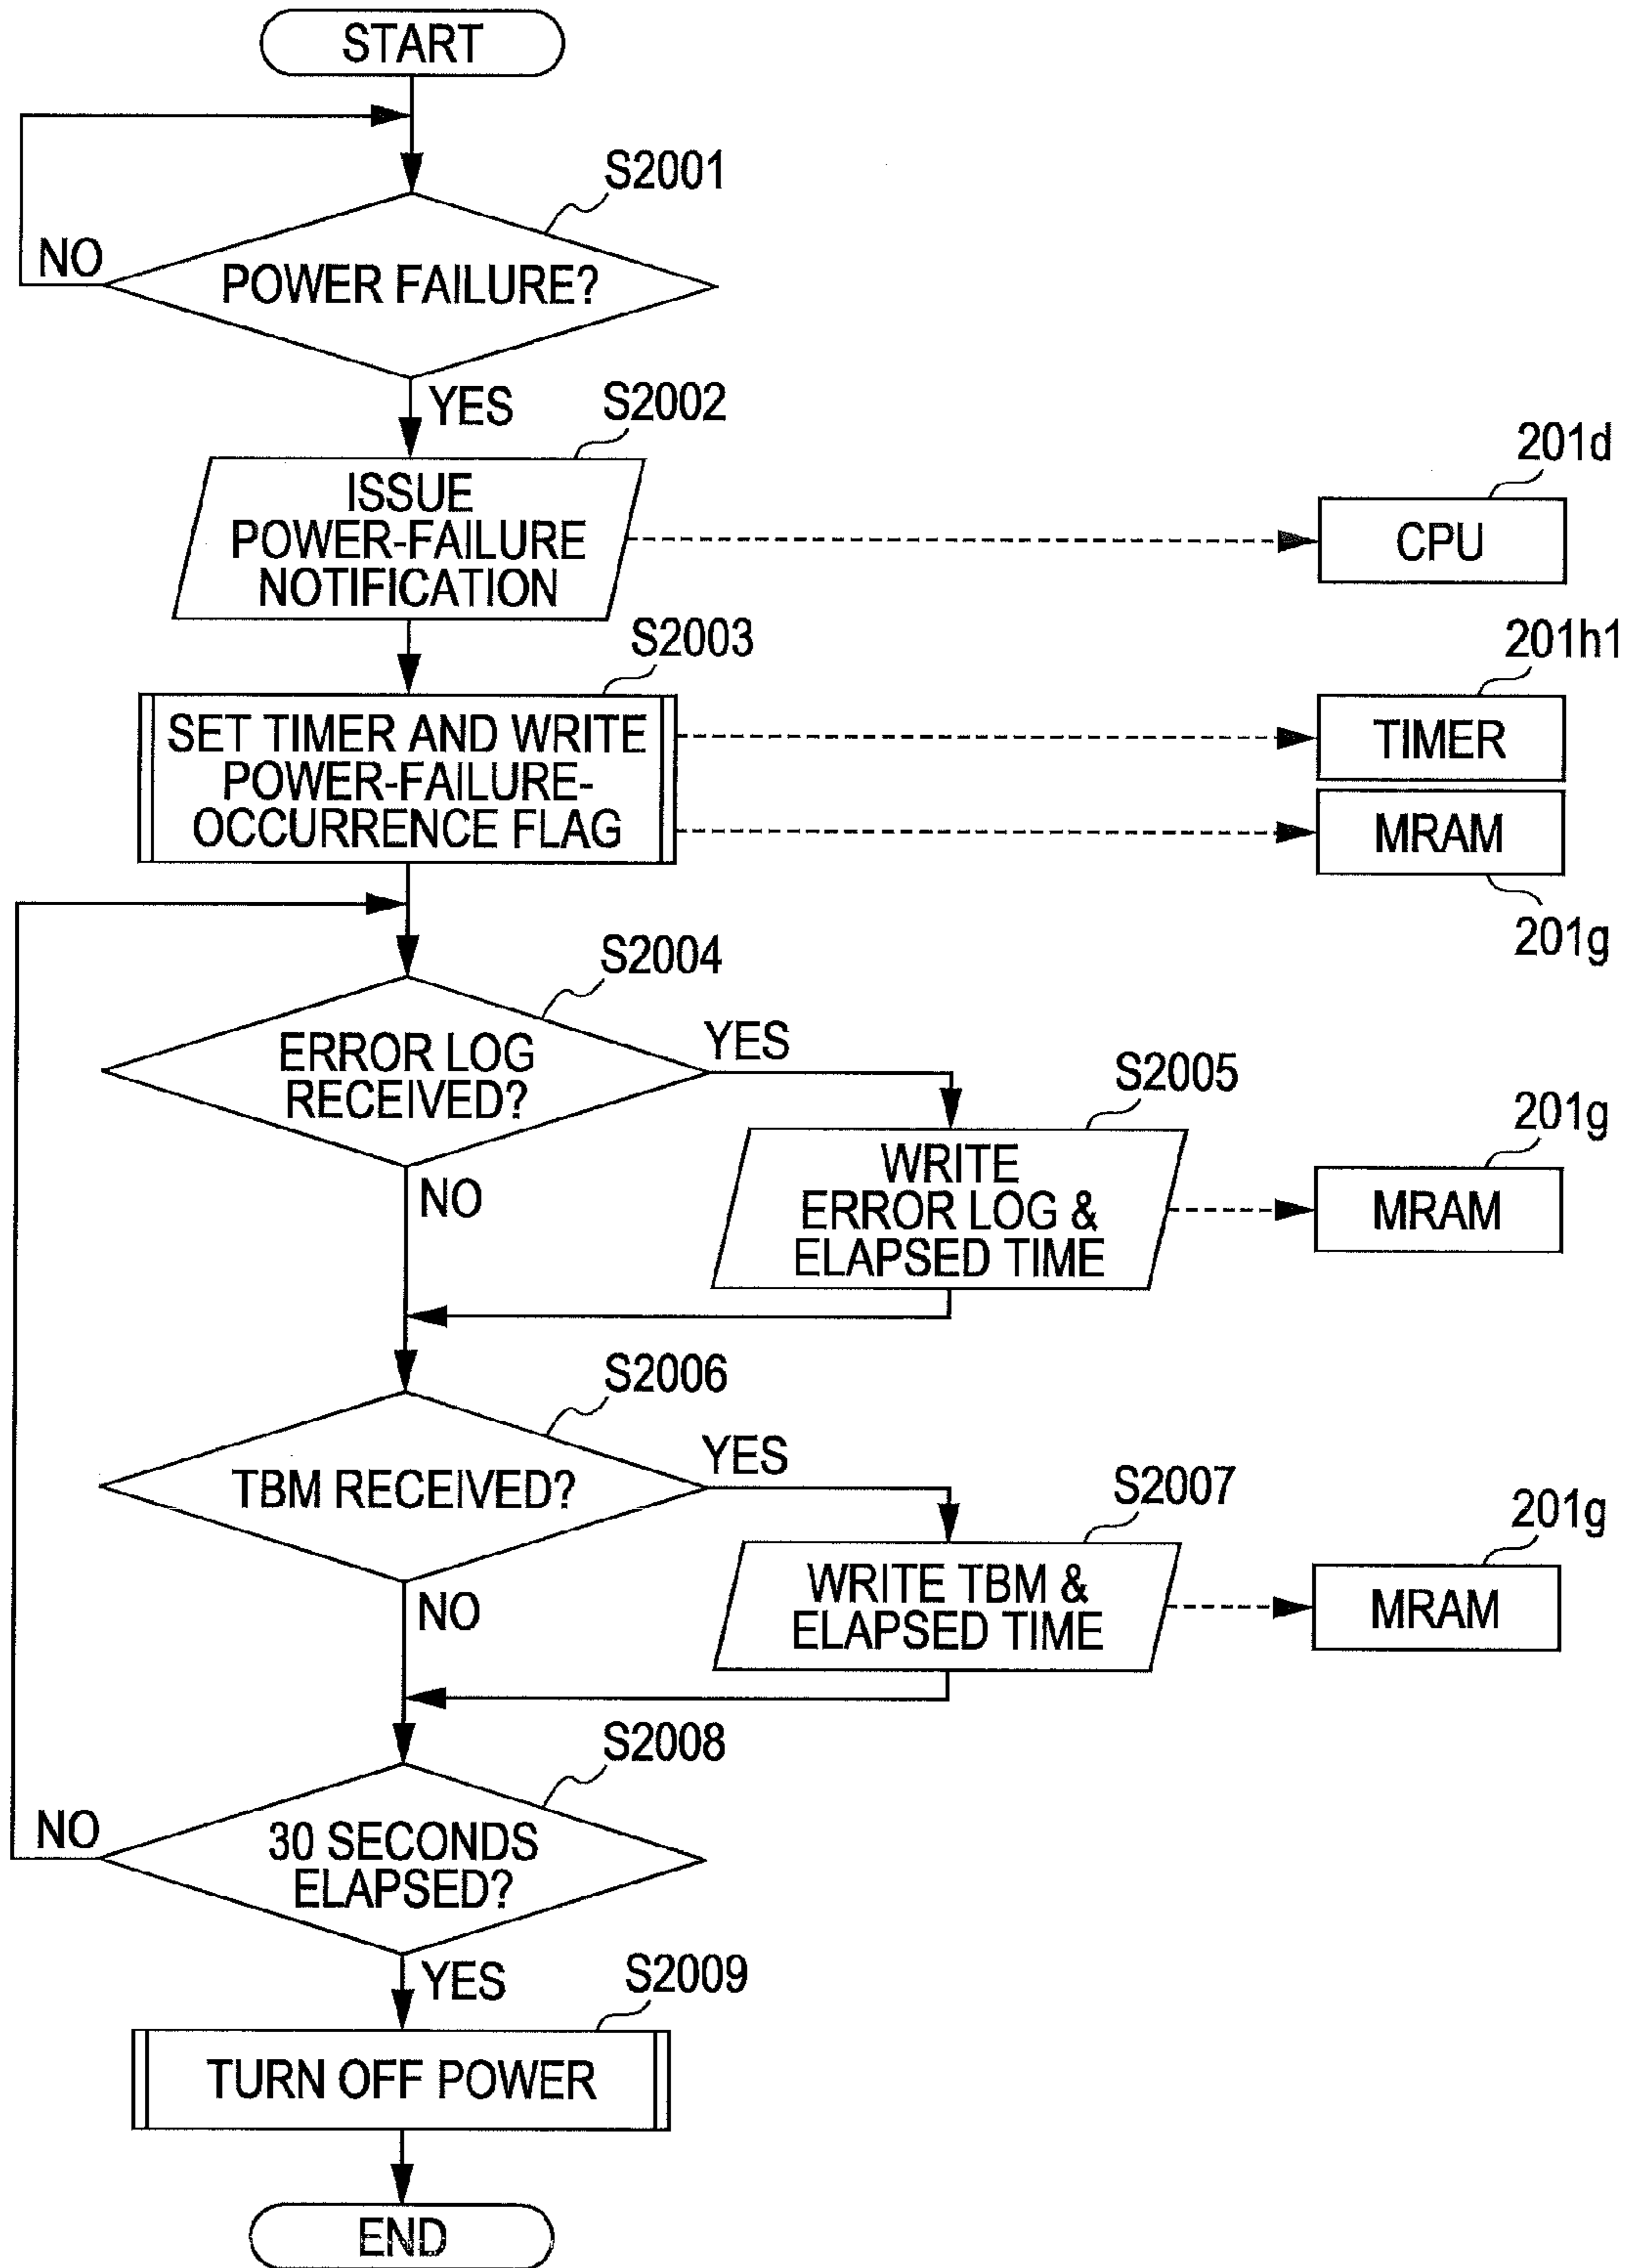 START
S2001
NO
POWER FAILURE?
YES
S2002
201d
ISSUE
POWER-FAILURE
NOTIFICATION
CPU
S2003
201h1
SET TIMER AND WRITE
POWER-FAILURE-
OCCURRENCE FLAG
TIMER
MRAM
201g
S2004
ERROR LOG
RECEIVED?
YES
NO
S2005
201g
WRITE
ERROR LOG &
ELAPSED TIME
MRAM
S2006
TBM RECEIVED?
YES
NO
S2007
201g
WRITE TBM &
ELAPSED TIME
MRAM
S2008
NO
30 SECONDS
ELAPSED?
YES
S2009
TURN OFF POWER
END